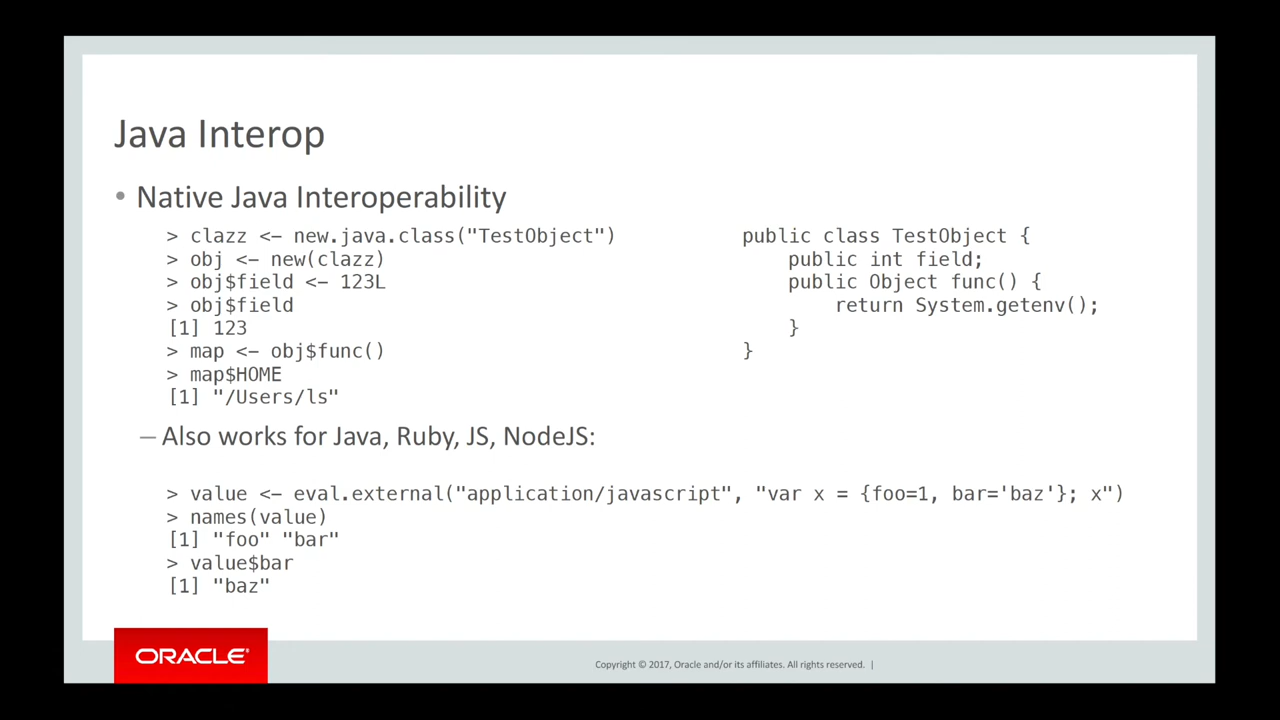 Java Interop
• Native Java Interoperability
> clazz <- new.java.class("TestObject")
> obj <- new(clazz)
> obj$field <- 123L
> obj$field
[1] 123
> map <- obj$func()
> map$HOME
[1] "/Users/ls"
public class TestObject {
public int field;
public Object func() {
return System.getenv();
}
}
– Also works for Java, Ruby, JS, NodeJS:
> value <- eval.external("application/javascript", "var x = {foo=1, bar='baz'}; x")
> names(value)
[1] "foo" "bar"
> value$bar
[1] "baz"
ORACLE®
Copyright © 2017, Oracle and/or its affiliates. All rights reserved. |